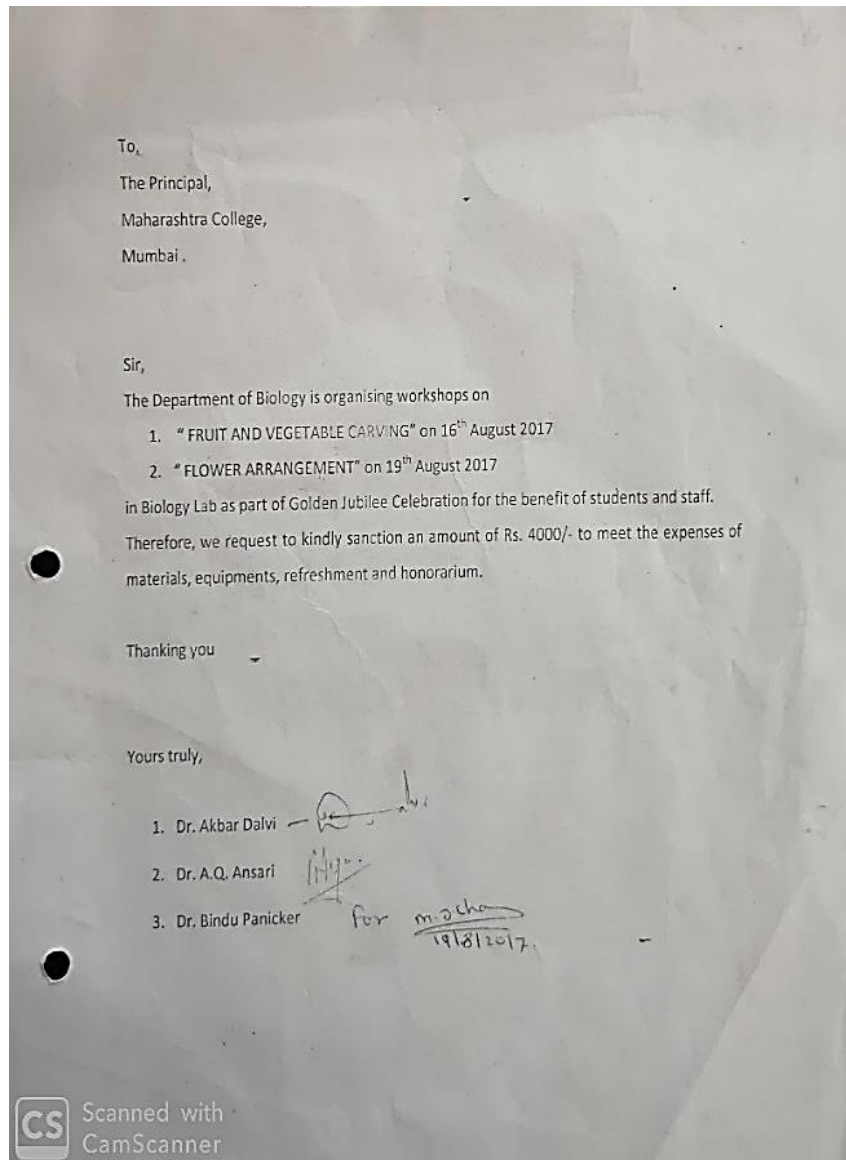 To,
The Principal,
Maharashtra College,
Mumbai .
Sir,
The Department of Biology is organising workshops on
1. “ FRUIT AND VEGETABLE CARVING” on 16th August 2017
2. “ FLOWER ARRANGEMENT” on 19th August 2017
in Biology Lab as part of Golden Jubilee Celebration for the benefit of students and staff.
Therefore, we request to kindly sanction an amount of Rs. 4000/- to meet the expenses of
materials, equipments, refreshment and honorarium.
Thanking you
Yours truly,
1. Dr. Akbar Dalvi –
2. Dr. A.Q. Ansari
3. Dr. Bindu Panicker for
19/8/2017.
CS Scanned with
CamScanner